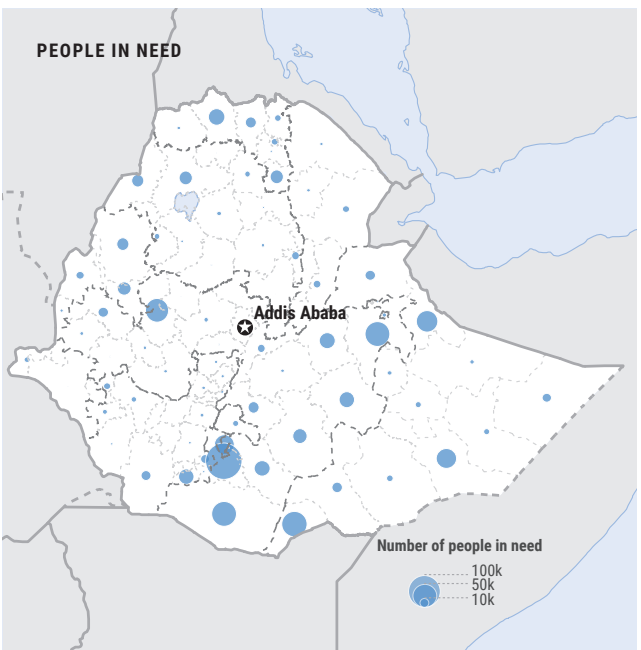 PEOPLE IN NEED
Addis Ababa
Number of people in need
100k
50k
10k